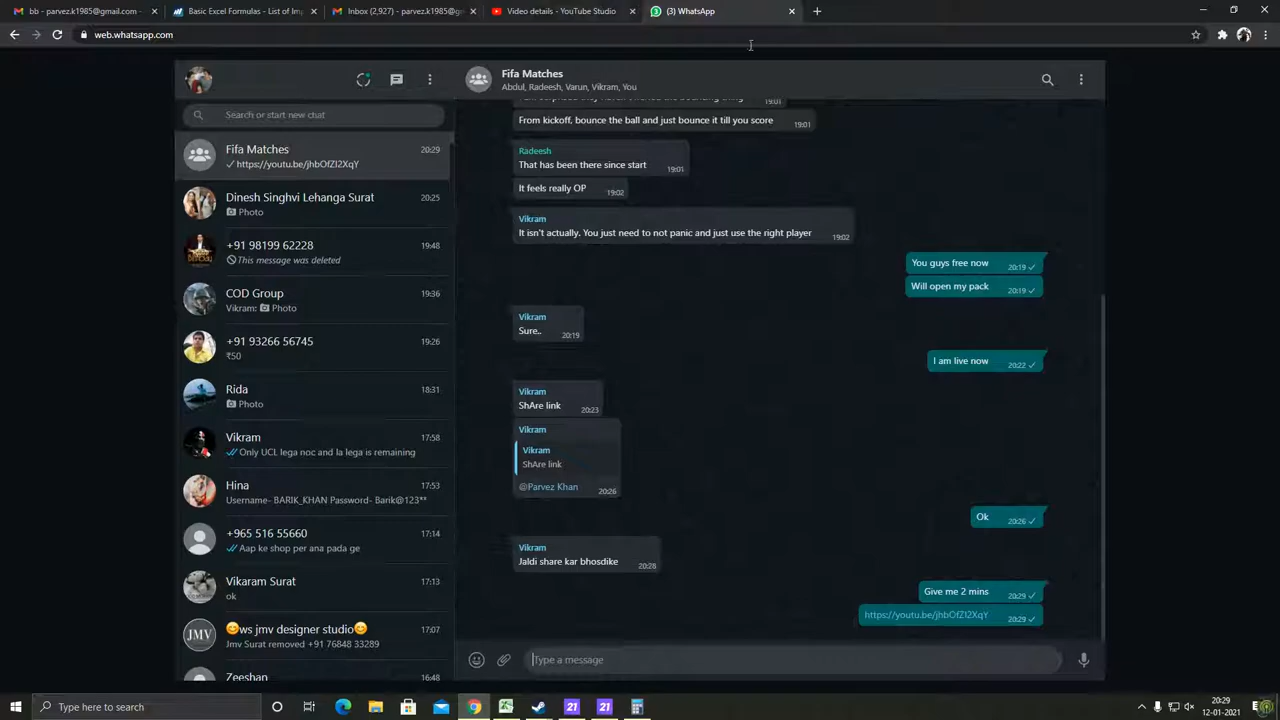 bb - parvez.k1985@gmail.com -
Basic Excel Formulas - List of Im
Inbox (2,927) - parvez.k1985@g
Video details - YouTube Studio
(3) WhatsApp
web.whatsapp.com
Search or start new chat
Fifa Matches
20:29
https://youtu.be/jhbOfZI2XqY
Dinesh Singhvi Lehanga Surat
20:25
Photo
+91 98199 62228
19:48
This message was deleted
COD Group
19:36
Vikram: Photo
+91 93266 56745
19:26
₹50
Rida
18:31
Photo
Vikram
17:58
Only UCL lega noc and la lega is remaining
Hina
17:53
Username- BARIK_KHAN Password- Barik@123**
+965 516 55660
17:14
Aap ke shop per ana pada ge
Vikaram Surat
17:13
ok
JMV
😊ws jmv designer studio😊
17:07
Jmv Surat removed +91 76848 33289
Zeeshan
16:48
Fifa Matches
Abdul, Radeesh, Varun, Vikram, You
19:01
From kickoff, bounce the ball and just bounce it till you score
19:01
Radeesh
That has been there since start
19:01
It feels really OP
19:02
Vikram
It isn't actually. You just need to not panic and just use the right player
19:02
You guys free now
20:19
Will open my pack
20:19
Vikram
Sure..
20:19
I am live now
20:22
Vikram
ShAre link
20:23
Vikram
Vikram
ShAre link
@Parvez Khan
20:26
Ok
20:26
Vikram
Jaldi share kar bhosdike
20:28
Give me 2 mins
20:29
https://youtu.be/jhbOfZI2XqY
20:29
Type a message
Type here to search
21
21
20:29
12-01-2021